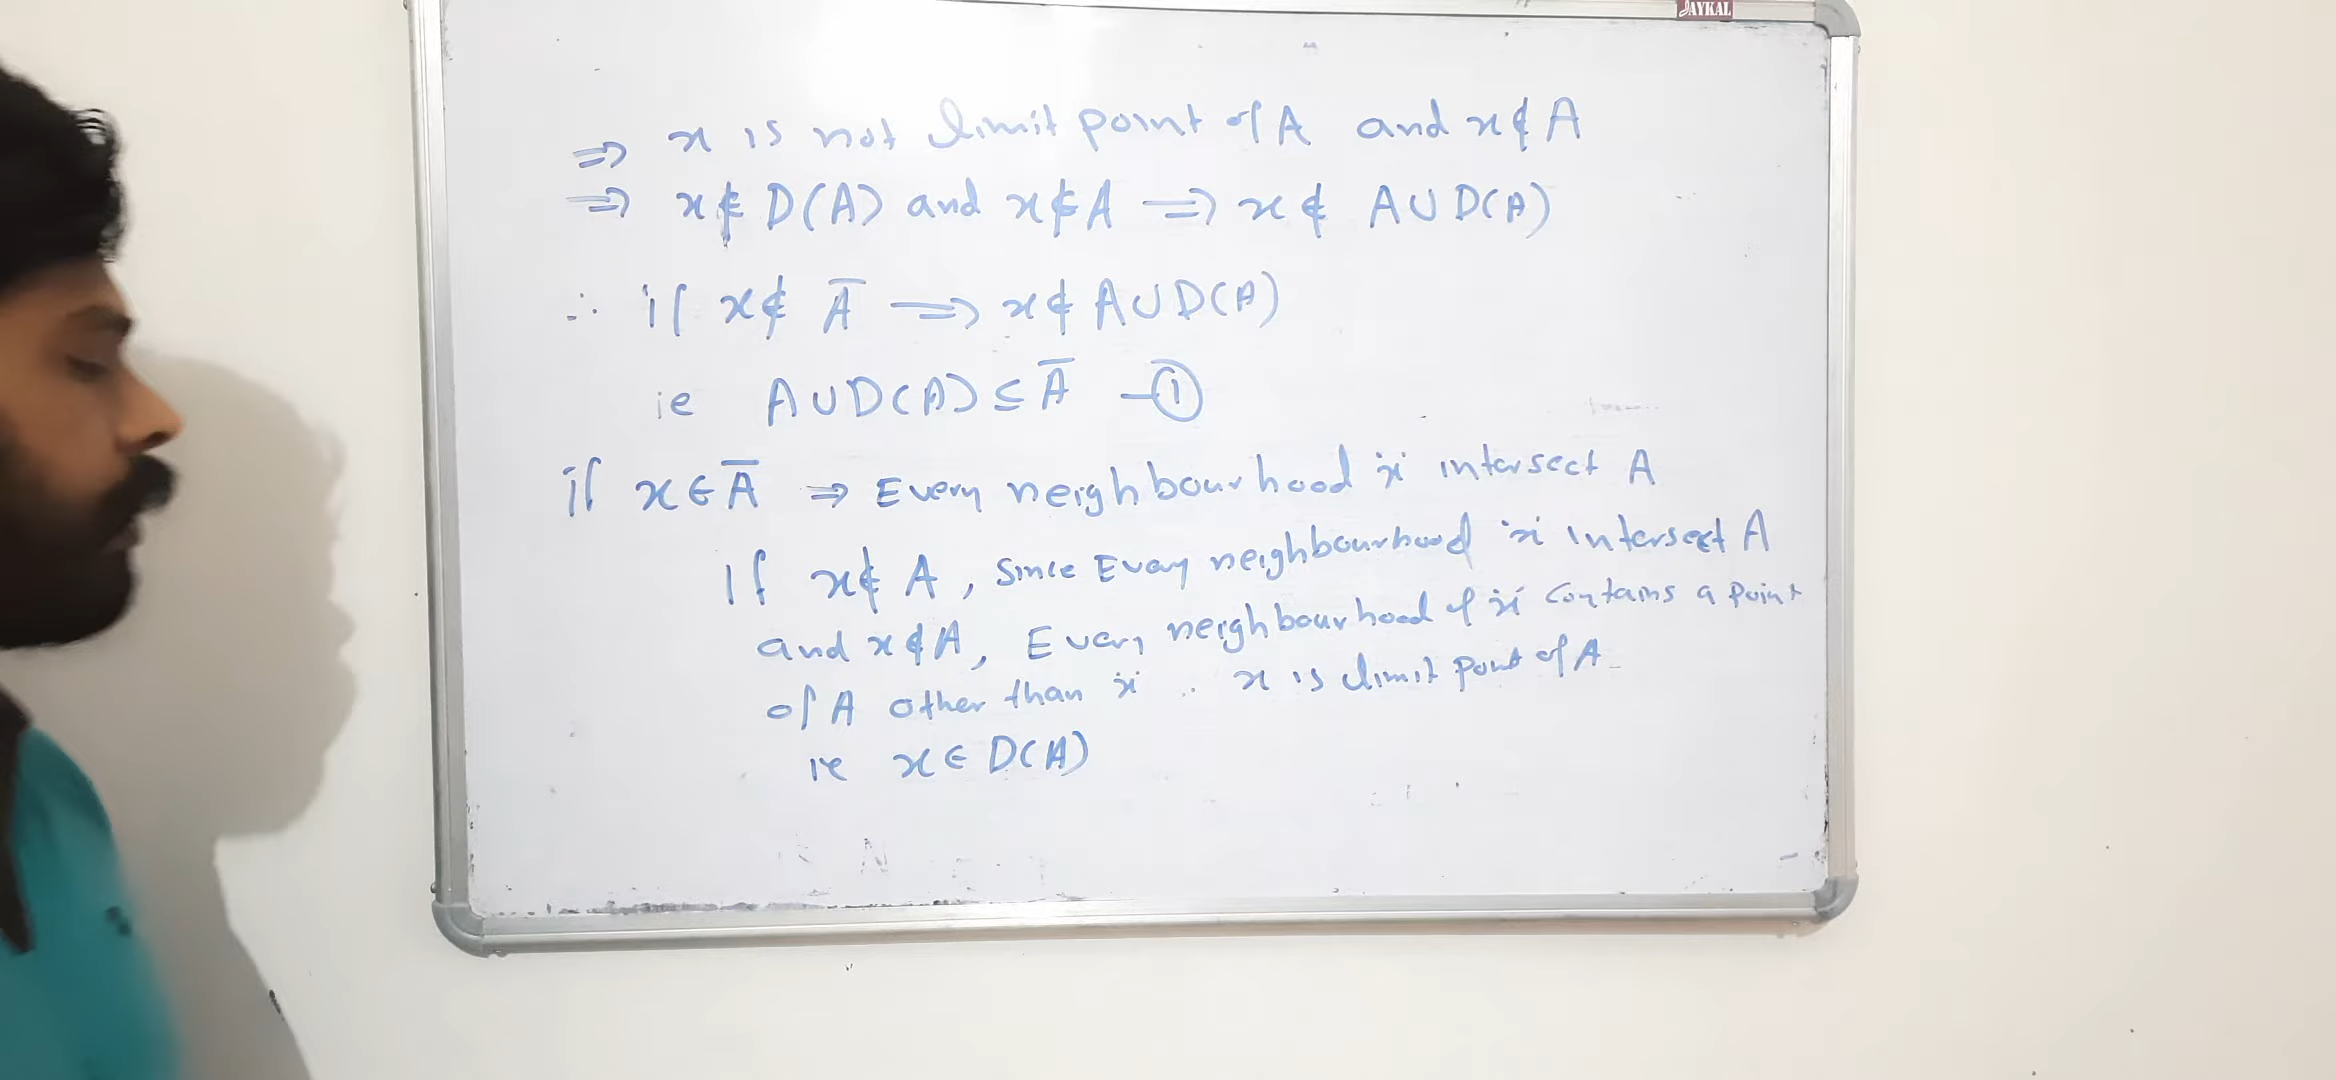 JAYKAL
⇒ x is not limit point of A and x∉A
⇒ x∉D(A) and x∉A ⇒ x∉ A∪D(A)
∴ if x∉ A̅ ⇒ x∉ A∪D(A)
ie A∪D(A)⊆A̅ –①
if x∈A̅ ⇒ Every neighbourhood 'x' intersect A
If x∉A, Since Every neighbourhood 'x' intersect A
and x∉A, Every neighbourhood of 'x' contains a point
of A other than 'x' ∴ x is limit point of A
ie x∈D(A)